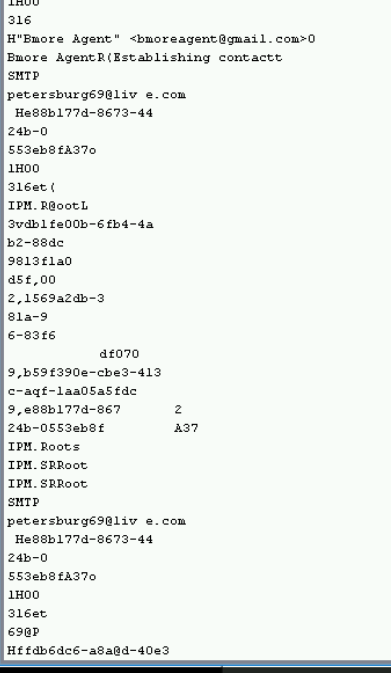 1H00
316
H"Bmore Agent" <bmoreagent@gmail.com>0
Bmore AgentR(Establishing contactt
SMTP
petersburg69@liv e.com
He88b177d-8673-44
24b-0
553eb8fA37o
1H00
316et(
IPM.R@ootL
3vdb1fe00b-6fb4-4a
b2-88dc
9813f1a0
d5f,00
2,1569a2db-3
81a-9
6-83f6
df070
9,b59f390e-cbe3-413
c-aqf-1aa05a5fdc
9,e88b177d-867 2
24b-0553eb8f A37
IPM.Roots
IPM.SRRoot
IPM.SRRoot
SMTP
petersburg69@liv e.com
He88b177d-8673-44
24b-0
553eb8fA37o
1H00
316et
69@P
Hffdb6dc6-a8a@d-40e3